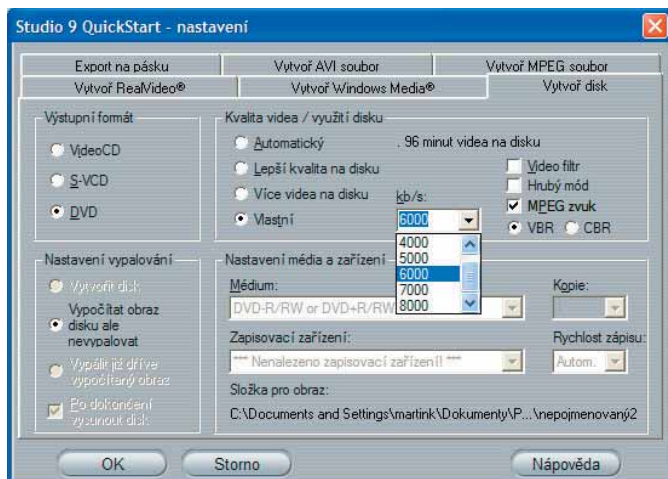 Studio 9 QuickStart - nastavení
Export na pásku
Vytvoř AVI soubor
Vytvoř MPEG soubor
Vytvoř RealVideo®
Vytvoř Windows Media®
Vytvoř disk
Výstupní formát
VideoCD
S-VCD
DVD
Kvalita videa / využití disku
Automatický
. 96 minut videa na disku
Lepší kvalita na disku
Více videa na disku
Vlastní
kb/s:
6000
4000
5000
6000
7000
8000
Video filtr
Hrubý mód
MPEG zvuk
VBR
CBR
Nastavení vypalování
Vytvořit disk
Vypočítat obraz
disku ale
nevypalovat
Vypálit již dříve
vypočítaný obraz
Po dokončení
vysunout disk
Nastavení média a zařízení
Médium:
DVD-R/RW or DVD+R/RW
Kopie:
Zapisovací zařízení:
*** Nenalezeno zapisovací zařízení! ***
Rychlost zápisu:
Autom.
Složka pro obraz:
C:\Documents and Settings\martink\Dokumenty\P...\nepojmenovaný2
OK
Storno
Nápověda